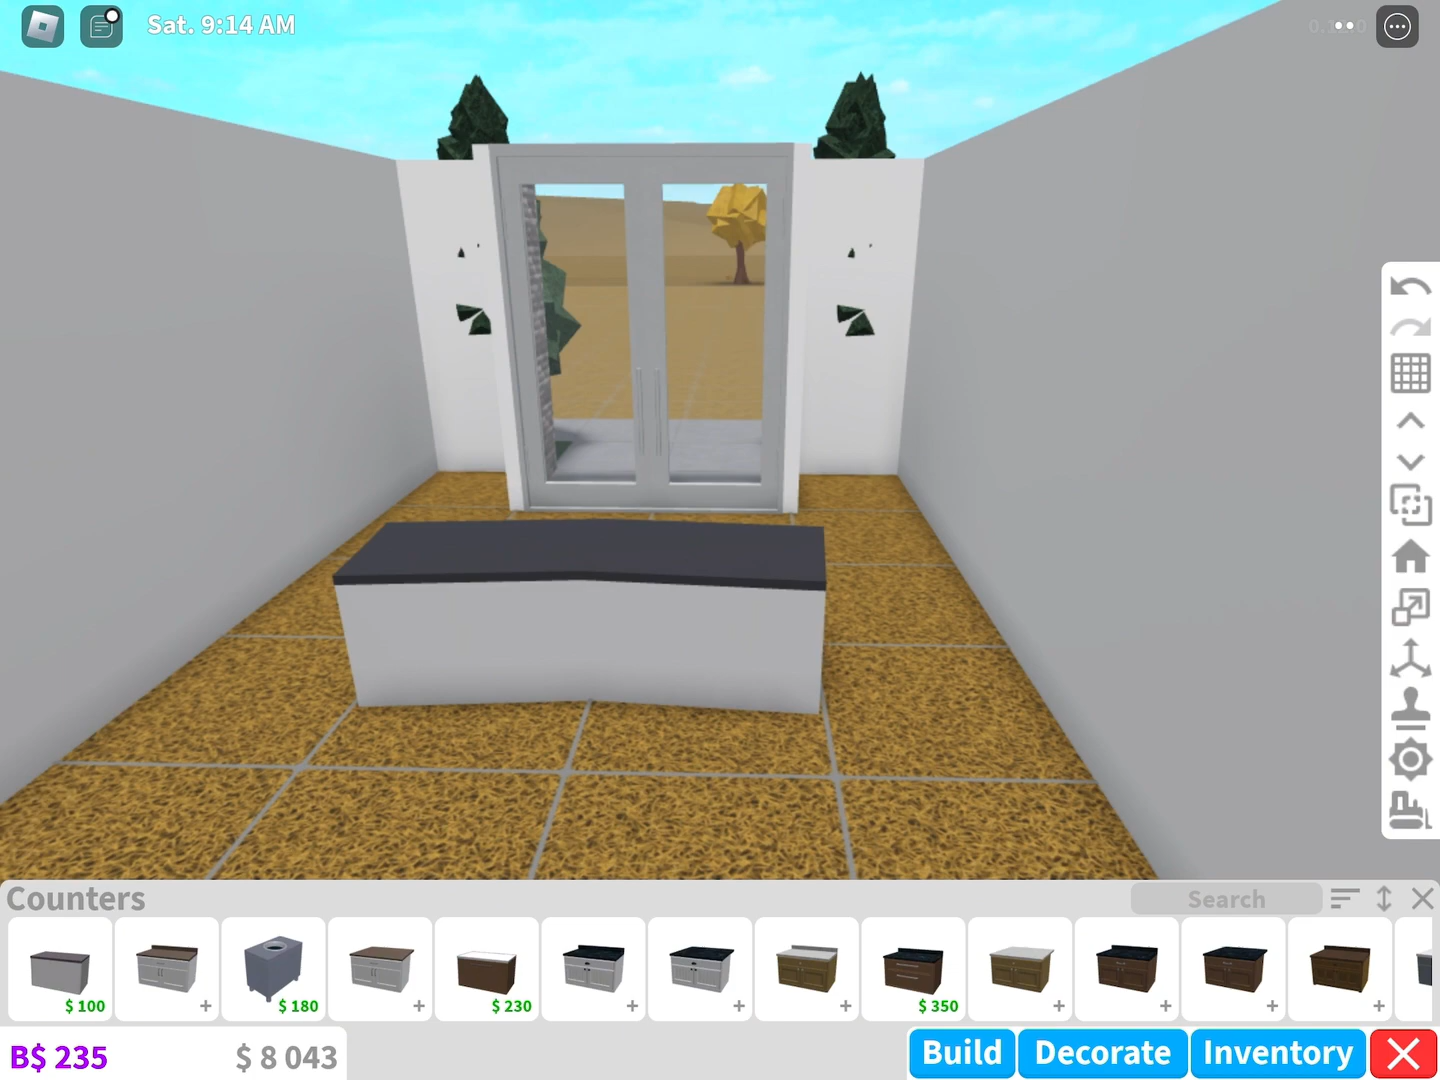 Sat. 9:14 AM
Counters
Search
$ 100
$ 180
$ 230
$ 350
B$ 235
$ 8 043
Build
Decorate
Inventory